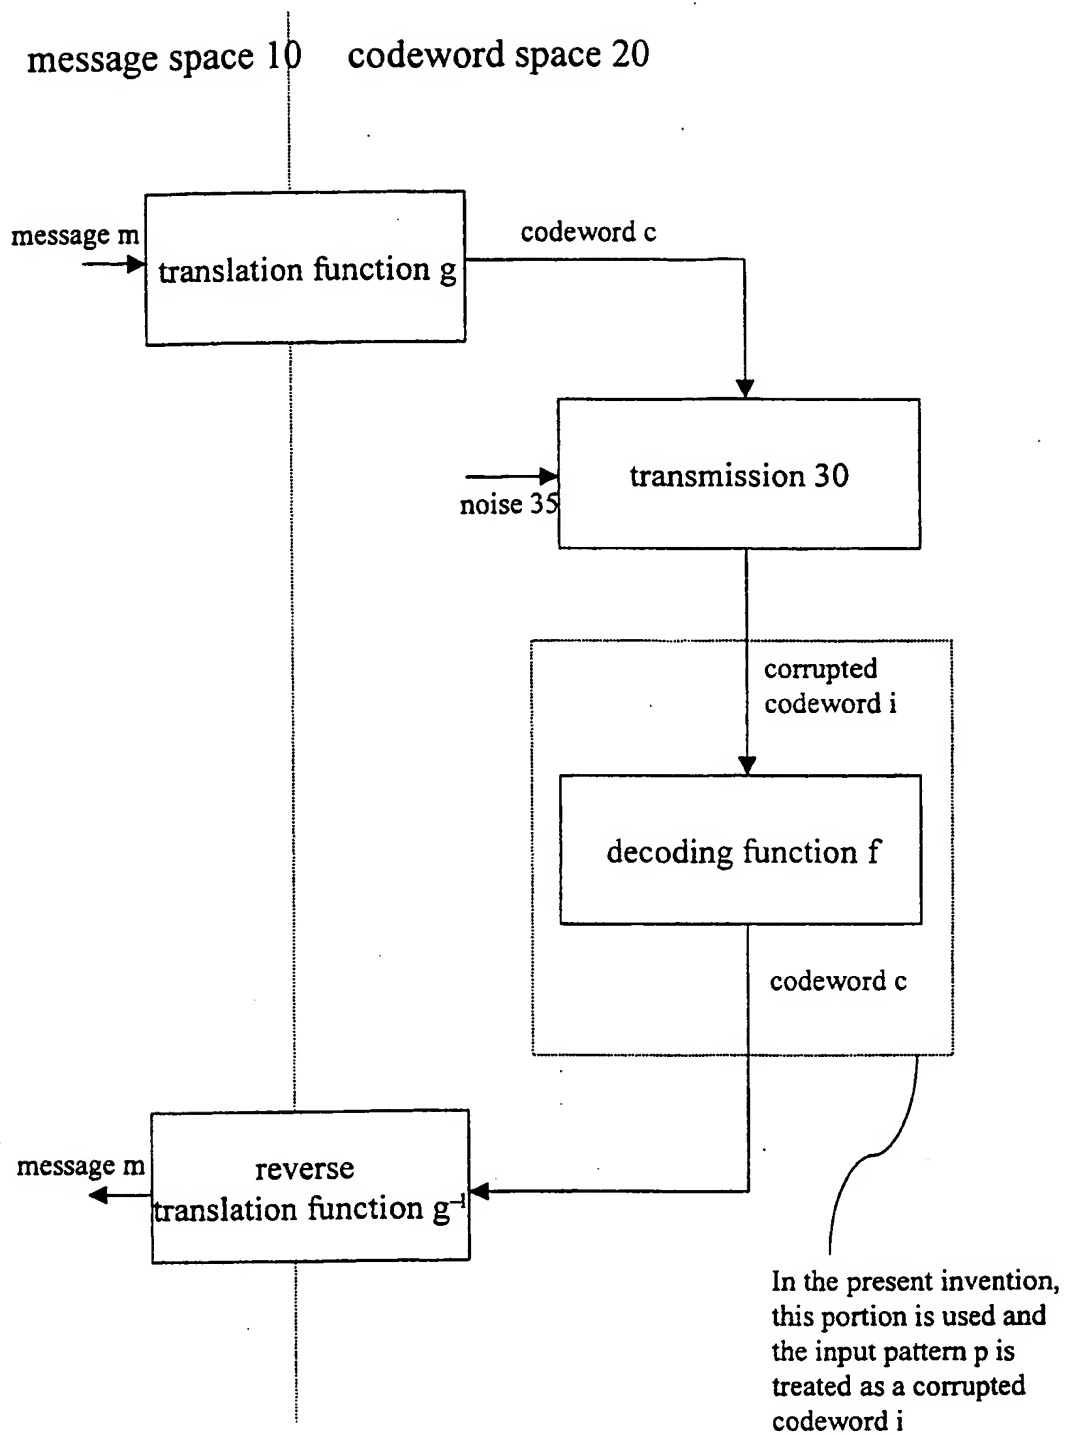 message space 10
codeword space 20
message m
translation function g
codeword c
transmission 30
noise 35
corrupted
codeword i
decoding function f
codeword c
message m
reverse
translation function g⁻¹
In the present invention,
this portion is used and
the input pattern p is
treated as a corrupted
codeword i